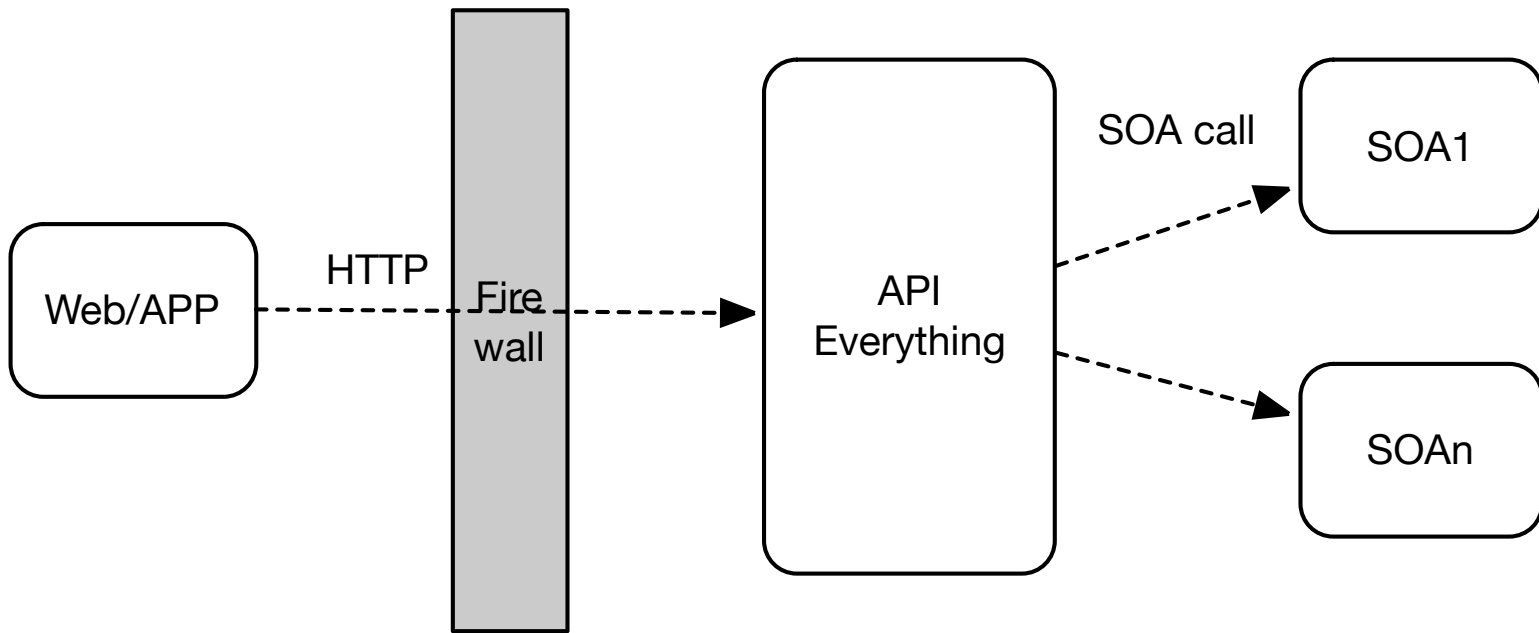 Web/APP
HTTP
Fire
wall
API
Everything
SOA call
SOA1
SOAn